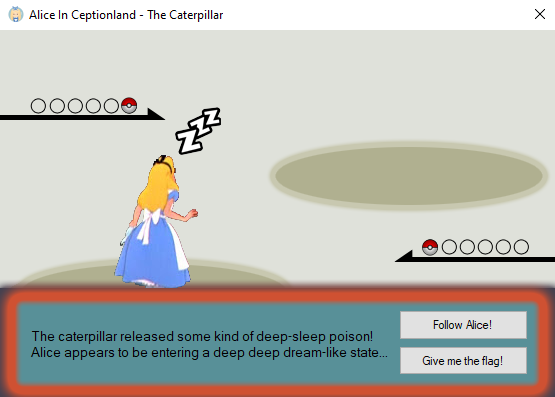 Alice In Ceptionland - The Caterpillar
ZZZ
The caterpillar released some kind of deep-sleep poison!
Alice appears to be entering a deep deep dream-like state...
Follow Alice!
Give me the flag!